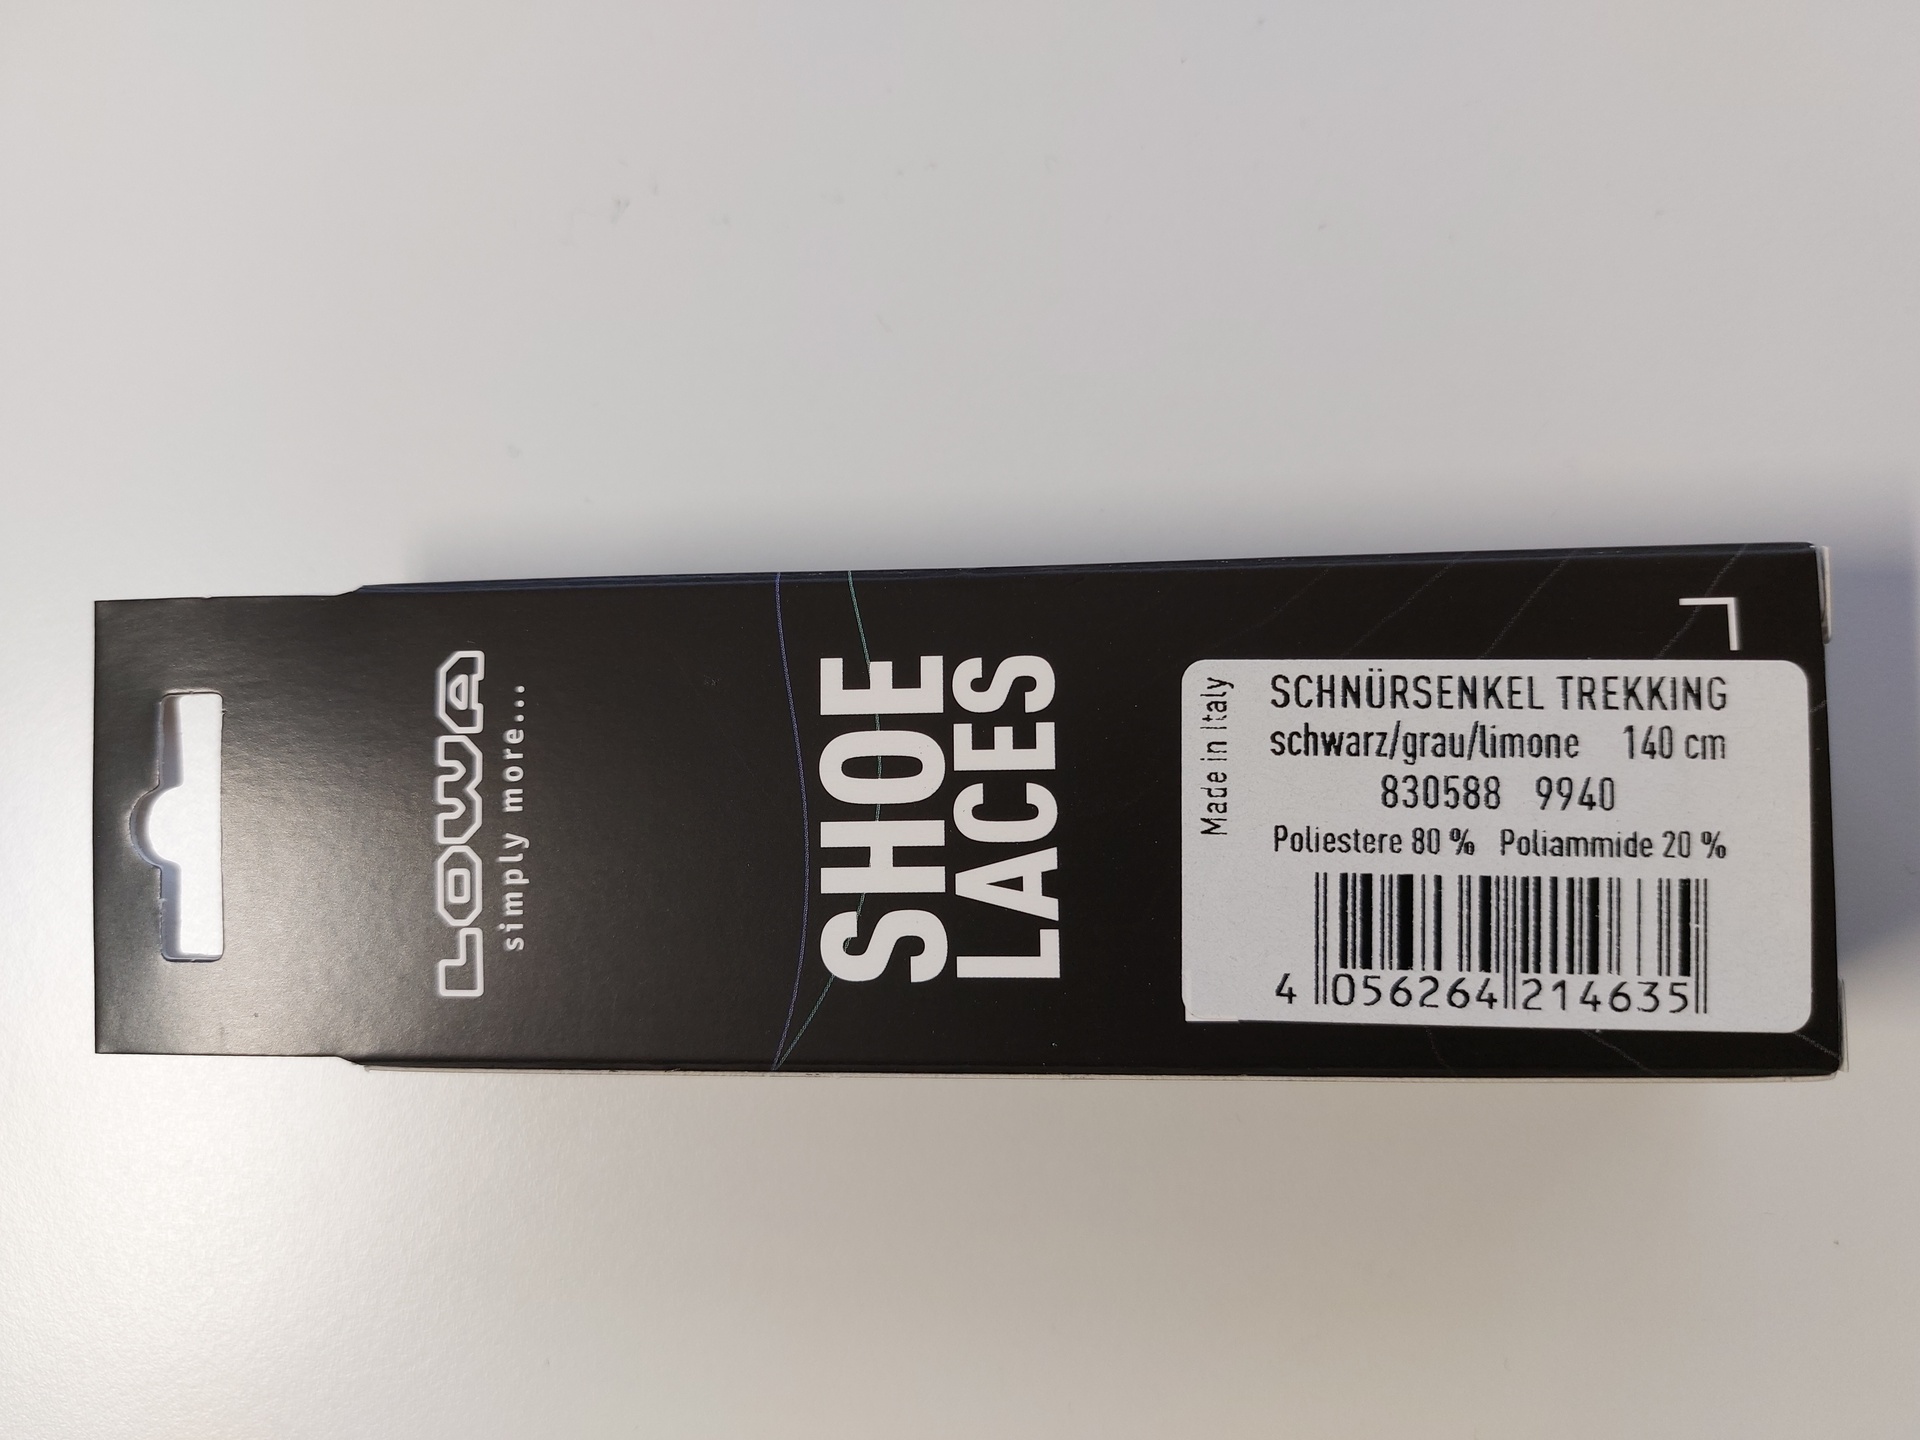 LOWA
simply more...
SHOE
LACES
Made in Italy
SCHNÜRSENKEL TREKKING
schwarz/grau/limone 140 cm
830588 9940
Poliestere 80 % Poliammide 20 %
4 056264 214635